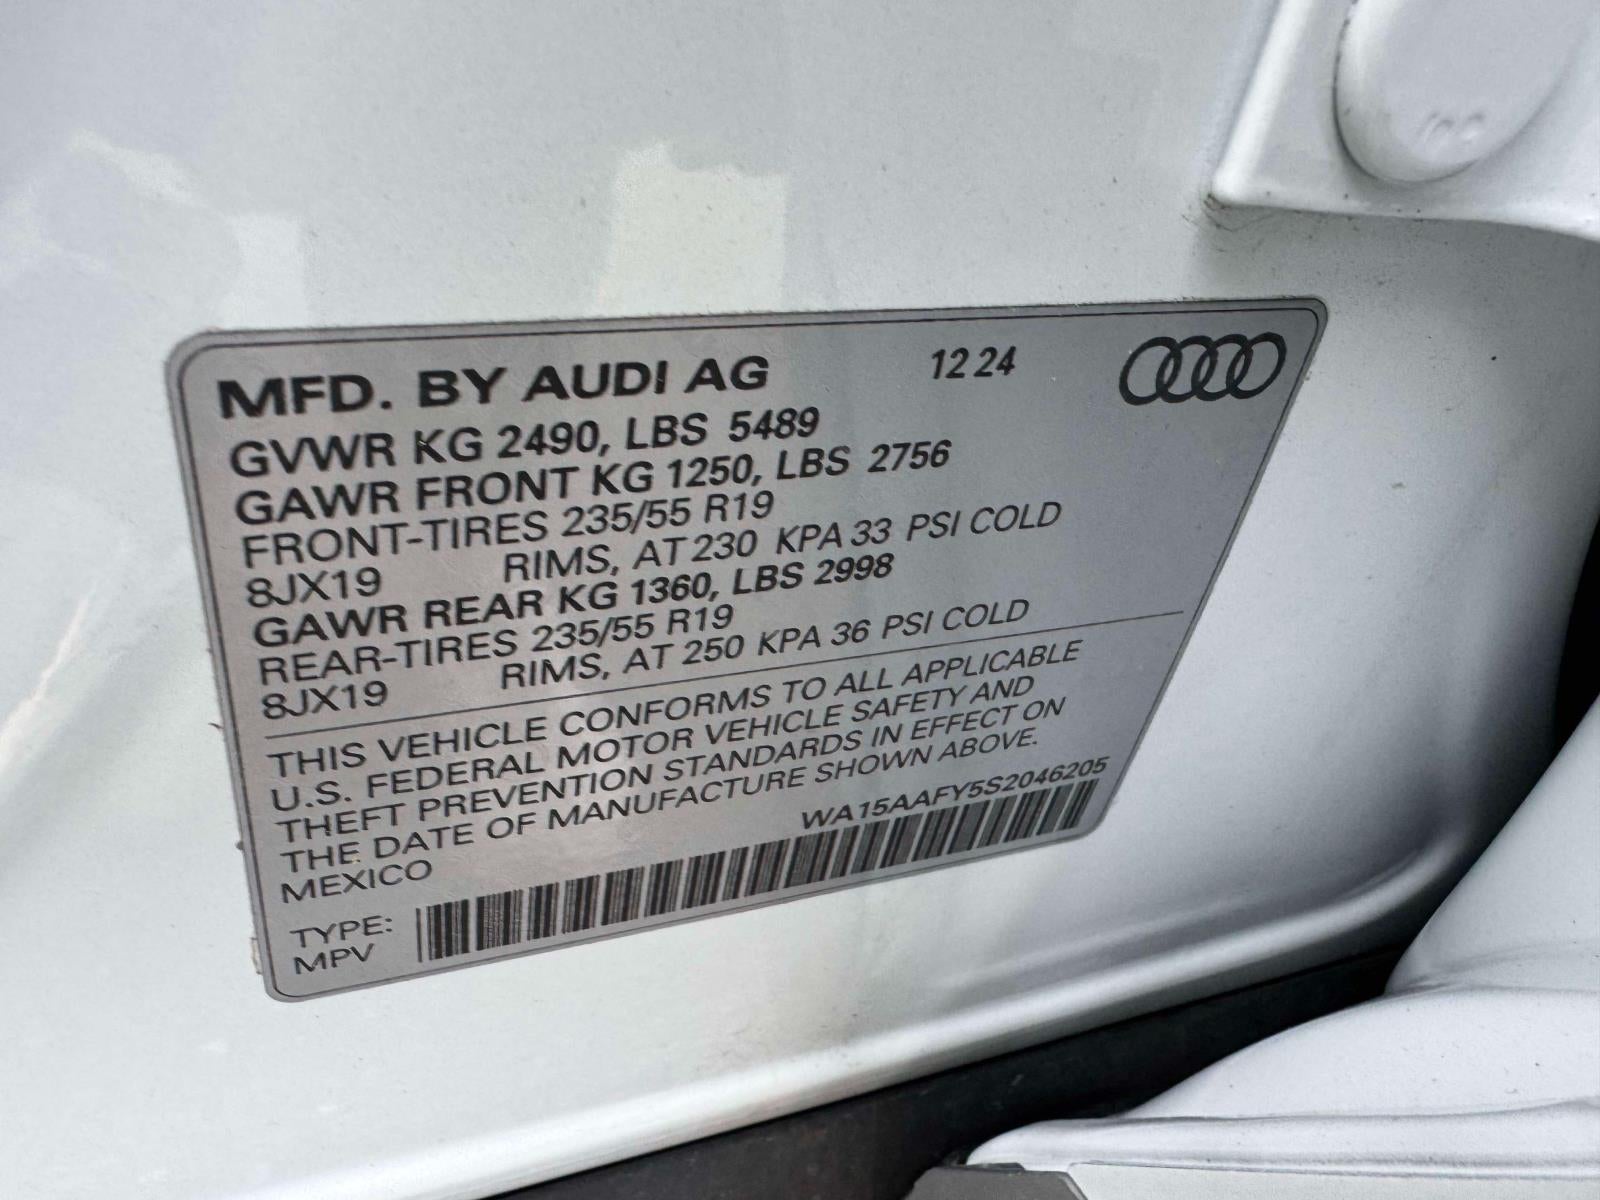 MFD. BY AUDI AG 12 24
GVWR KG 2490, LBS 5489
GAWR FRONT KG 1250, LBS 2756
FRONT-TIRES 235/55 R19
8JX19 RIMS, AT 230 KPA 33 PSI COLD
GAWR REAR KG 1360, LBS 2998
REAR-TIRES 235/55 R19
8JX19 RIMS, AT 250 KPA 36 PSI COLD
THIS VEHICLE CONFORMS TO ALL APPLICABLE
U.S. FEDERAL MOTOR VEHICLE SAFETY AND
THEFT PREVENTION STANDARDS IN EFFECT ON
THE DATE OF MANUFACTURE SHOWN ABOVE.
MEXICO WA15AAFY5S2046205
TYPE:
MPV